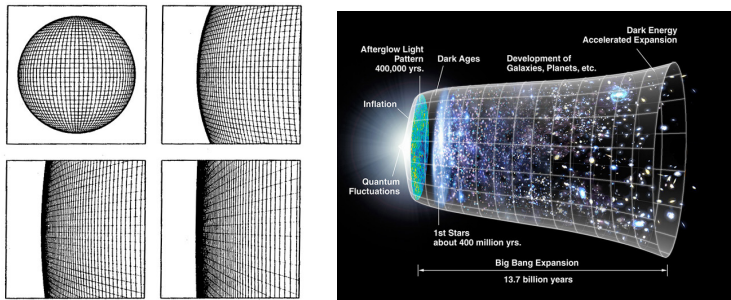 Dark Energy
Accelerated Expansion
Afterglow Light
Pattern
400,000 yrs.
Dark Ages
Development of
Galaxies, Planets, etc.
Inflation
Quantum
Fluctuations
1st Stars
about 400 million yrs.
Big Bang Expansion
13.7 billion years